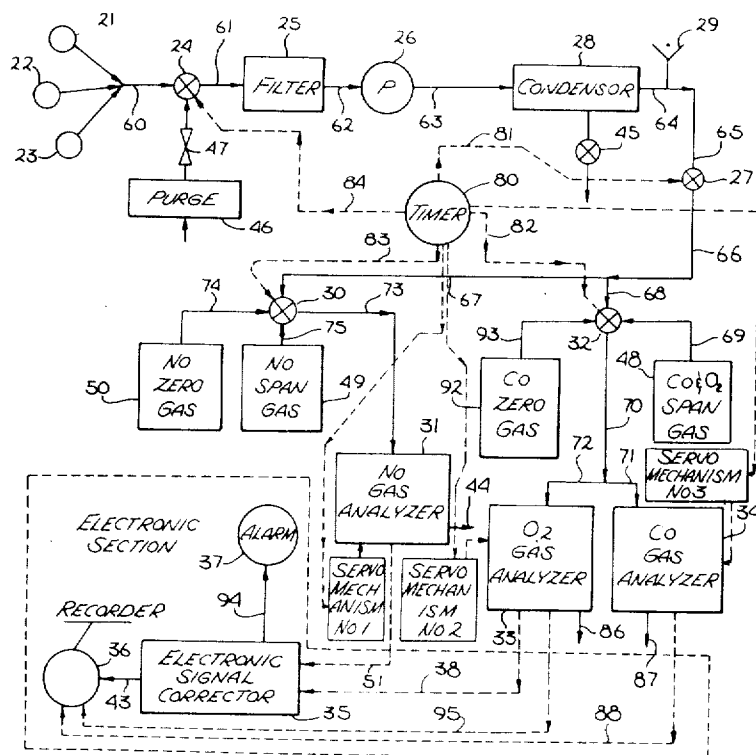 21
25
26
28
29
24
61
22
FILTER
P
CONDENSOR
60
62
63
64
23
47
81
45
65
27
84
80
PURGE
TIMER
46
82
83
66
74
30
73
67
68
75
93
32
69
50
NO ZERO GAS
NO SPAN GAS
49
92
CO ZERO GAS
70
48
CO & O2 SPAN GAS
31
72
71
SERVO MECHANISM NO 3
NO GAS ANALYZER
44
34
ELECTRONIC SECTION
ALARM
37
O2 GAS ANALYZER
CO GAS ANALYZER
SERVO MECH- ANISM NO 1
SERVO MECHAN- ISM NO 2
94
RECORDER
33
86
87
36
43
ELECTRONIC SIGNAL CORRECTOR
51
38
35
95
88